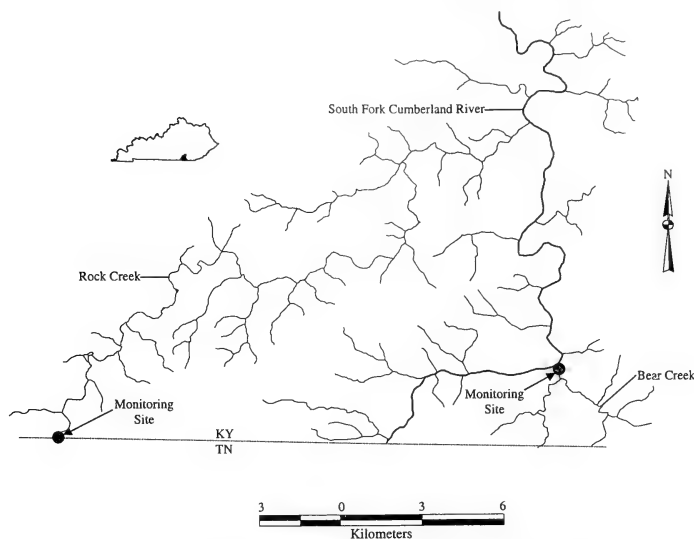 South Fork Cumberland River
N
Rock Creek
Bear Creek
Monitoring
Site
Monitoring
Site
KY
TN
3 0 3 6
Kilometers